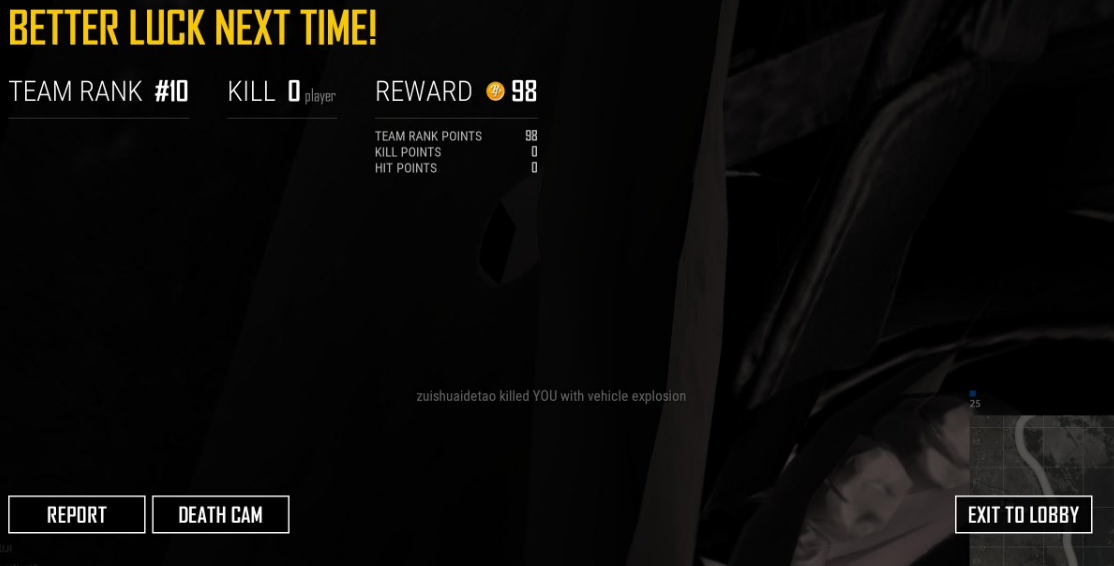 BETTER LUCK NEXT TIME!
TEAM RANK #10 KILL 0 player REWARD 98
TEAM RANK POINTS 98
KILL POINTS 0
HIT POINTS 0
zuishuaidetao killed YOU with vehicle explosion
25
REPORT DEATH CAM EXIT TO LOBBY